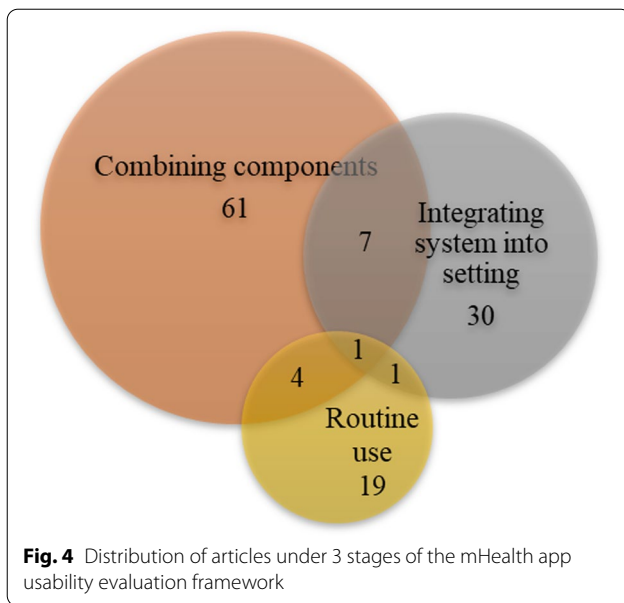 Combining components
61
7
Integrating
system into
setting
30
1
4
1
Routine
use
19
Fig. 4 Distribution of articles under 3 stages of the mHealth app
usability evaluation framework